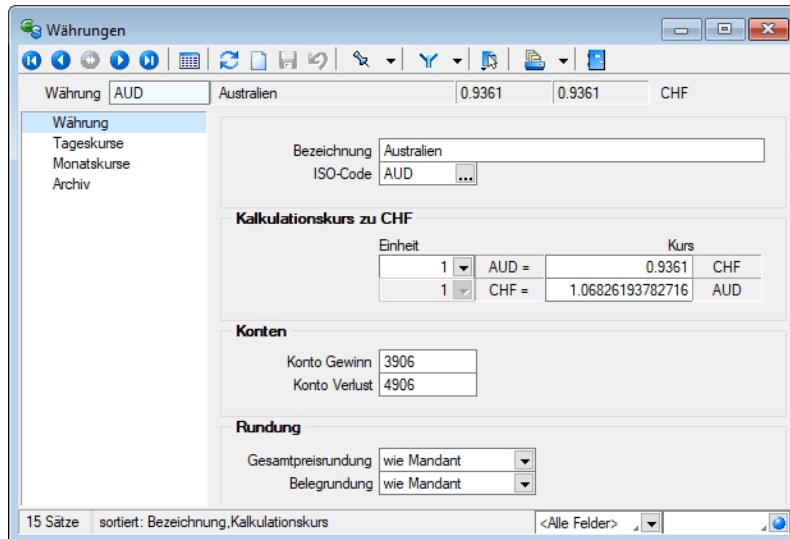 Währungen
Währung AUD Australien 0.9361 0.9361 CHF
Währung
Tageskurse
Monatskurse
Archiv
Bezeichnung Australien
ISO-Code AUD ...
Kalkulationskurs zu CHF
Einheit Kurs
1 AUD = 0.9361 CHF
1 CHF = 1.06826193782716 AUD
Konten
Konto Gewinn 3906
Konto Verlust 4906
Rundung
Gesamtpreisrundung wie Mandant
Belegrundung wie Mandant
15 Sätze sortiert: Bezeichnung,Kalkulationskurs <Alle Felder>